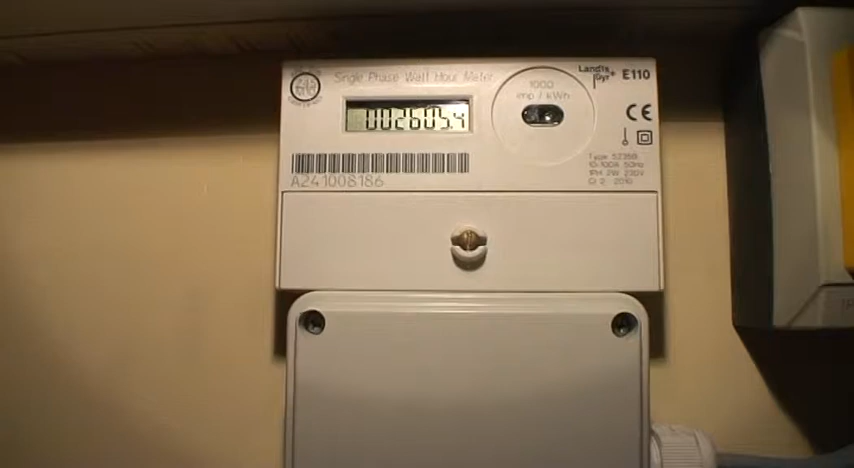 Single Phase Watt Hour Meter
Landis
Gyr+ E110
1000
imp / kWh
002605.4
CE
A241008186
Type 5235B
10-100A 50Hz
1PH 2W 230V
Cl 2 2010